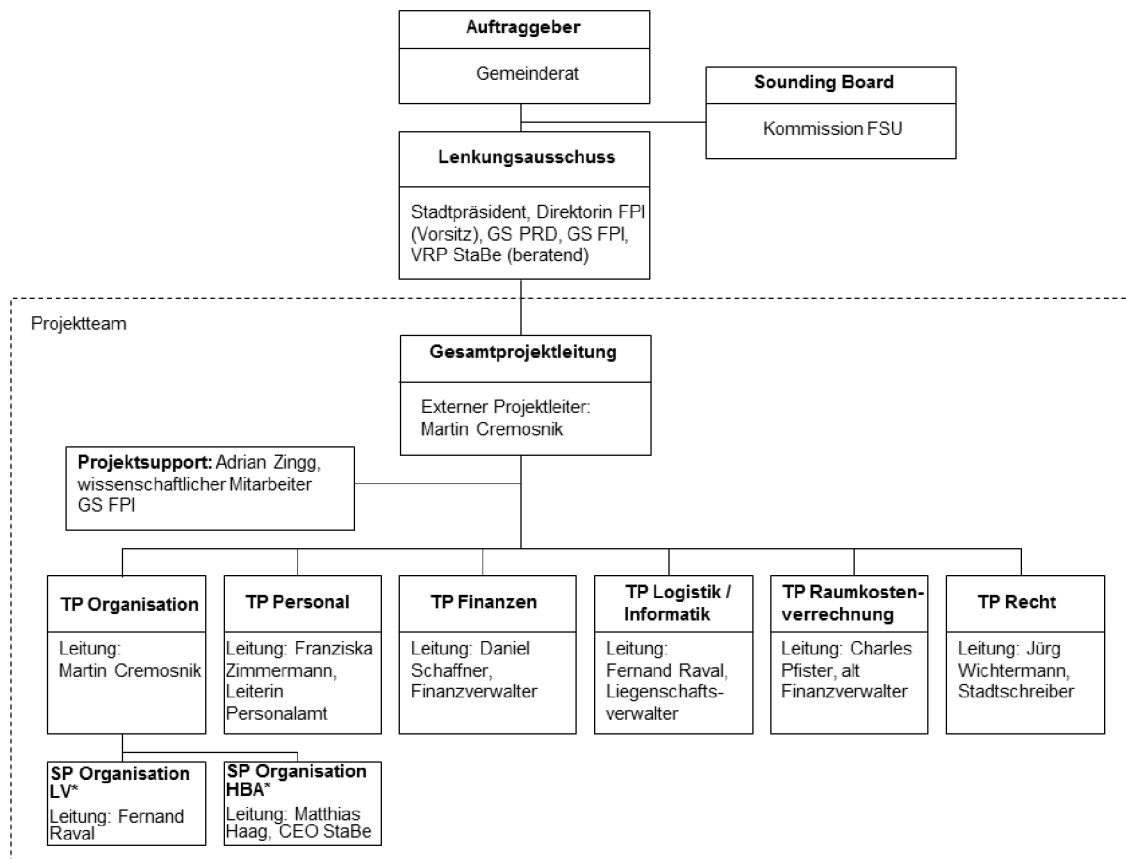 Auftraggeber
Gemeinderat
Sounding Board
Kommission FSU
Lenkungsausschuss
Stadtpräsident, Direktorin FPI
(Vorsitz), GS PRD, GS FPI,
VRP StaBe (beratend)
Projektteam
Gesamtprojektleitung
Externer Projektleiter:
Martin Cremosnik
Projektsupport: Adrian Zingg,
wissenschaftlicher Mitarbeiter
GS FPI
TP Organisation
Leitung:
Martin Cremosnik
TP Personal
Leitung: Franziska
Zimmermann,
Leiterin
Personalamt
TP Finanzen
Leitung: Daniel
Schaffner,
Finanzverwalter
TP Logistik /
Informatik
Leitung:
Fernand Raval,
Liegenschafts-
verwalter
TP Raumkosten-
verrechnung
Leitung: Charles
Pfister, alt
Finanzverwalter
TP Recht
Leitung: Jürg
Wichtermann,
Stadtschreiber
SP Organisation
LV*
Leitung: Fernand
Raval
SP Organisation
HBA*
Leitung: Matthias
Haag, CEO StaBe